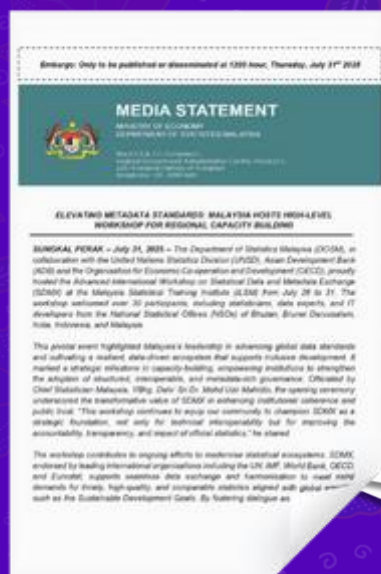 Embargo: Only to be published or disseminated at 1200 hour, Thursday, July 31st 2025
MEDIA STATEMENT
MINISTRY OF ECONOMY
DEPARTMENT OF STATISTICS MALAYSIA
ELEVATING METADATA STANDARDS: MALAYSIA HOSTS HIGH-LEVEL
WORKSHOP FOR REGIONAL CAPACITY BUILDING
SUNGKAI, PERAK – July 31, 2025 – The Department of Statistics Malaysia (DOSM), in
collaboration with the United Nations Statistics Division (UNSD), Asian Development Bank
(ADB) and the Organisation for Economic Co-operation and Development (OECD), proudly
hosted the Advanced International Workshop on Statistical Data and Metadata Exchange
(SDMX) at the Malaysia Statistical Training Institute (ILSM) from July 28 to 31. The
workshop welcomed over 30 participants, including statisticians, data experts, and IT
developers from the National Statistical Offices (NSOs) of Bhutan, Brunei Darussalam,
India, Indonesia, and Malaysia.
This pivotal event highlighted Malaysia's leadership in advancing global data standards
and cultivating a resilient, data-driven ecosystem that supports inclusive development. It
marked a strategic milestone in capacity-building, empowering institutions to strengthen
the adoption of structured, interoperable, and metadata-rich governance. Officiated by
Chief Statistician Malaysia, YBhg. Dato' Sri Dr. Mohd Uzir Mahidin, the opening ceremony
underscored the transformative value of SDMX in enhancing institutional coherence and
public trust. "This workshop continues to equip our community to champion SDMX as a
strategic foundation, not only for technical interoperability but for improving the
accountability, transparency, and impact of official statistics," he shared.
The workshop contributes to ongoing efforts to modernise statistical ecosystems. SDMX,
endorsed by leading international organisations including the UN, IMF, World Bank, OECD,
and Eurostat, supports seamless data exchange and harmonisation to meet
demands for timely, high-quality, and comparable statistics aligned with global
such as the Sustainable Development Goals. By fostering dialogue